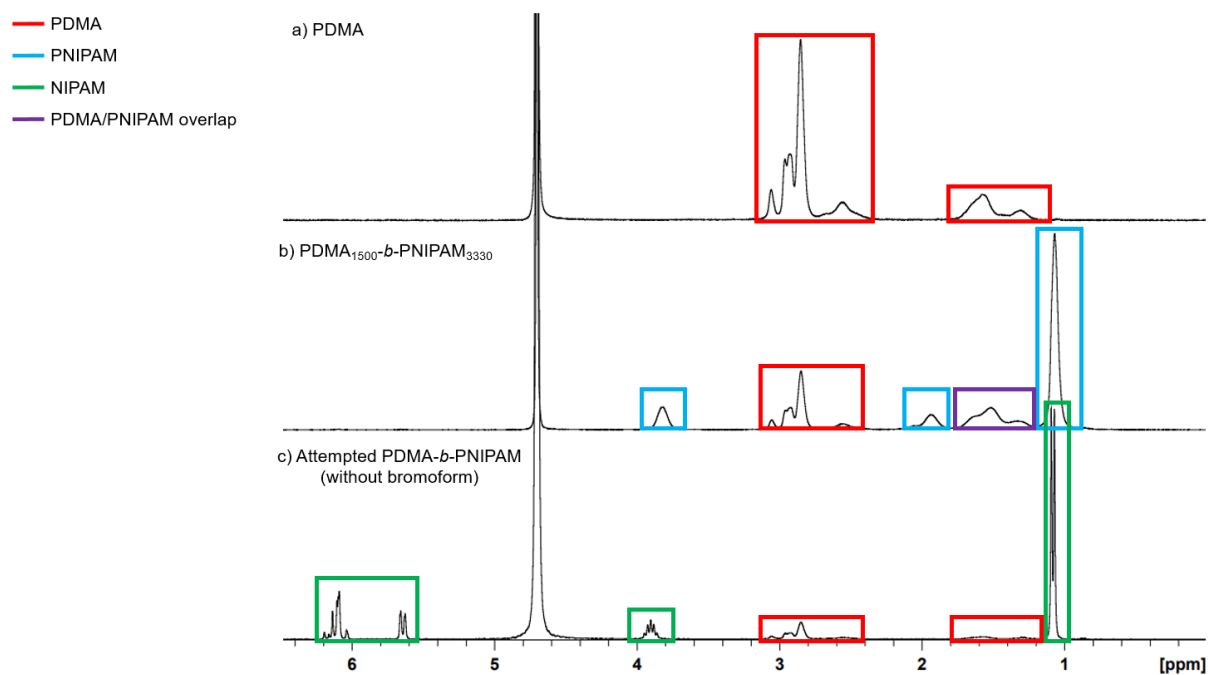 PDMA
PNIPAM
NIPAM
PDMA/PNIPAM overlap
a) PDMA
b) PDMA₁₅₀₀-b-PNIPAM₃₃₃₀
c) Attempted PDMA-b-PNIPAM
(without bromoform)
6 5 4 3 2 1 [ppm]